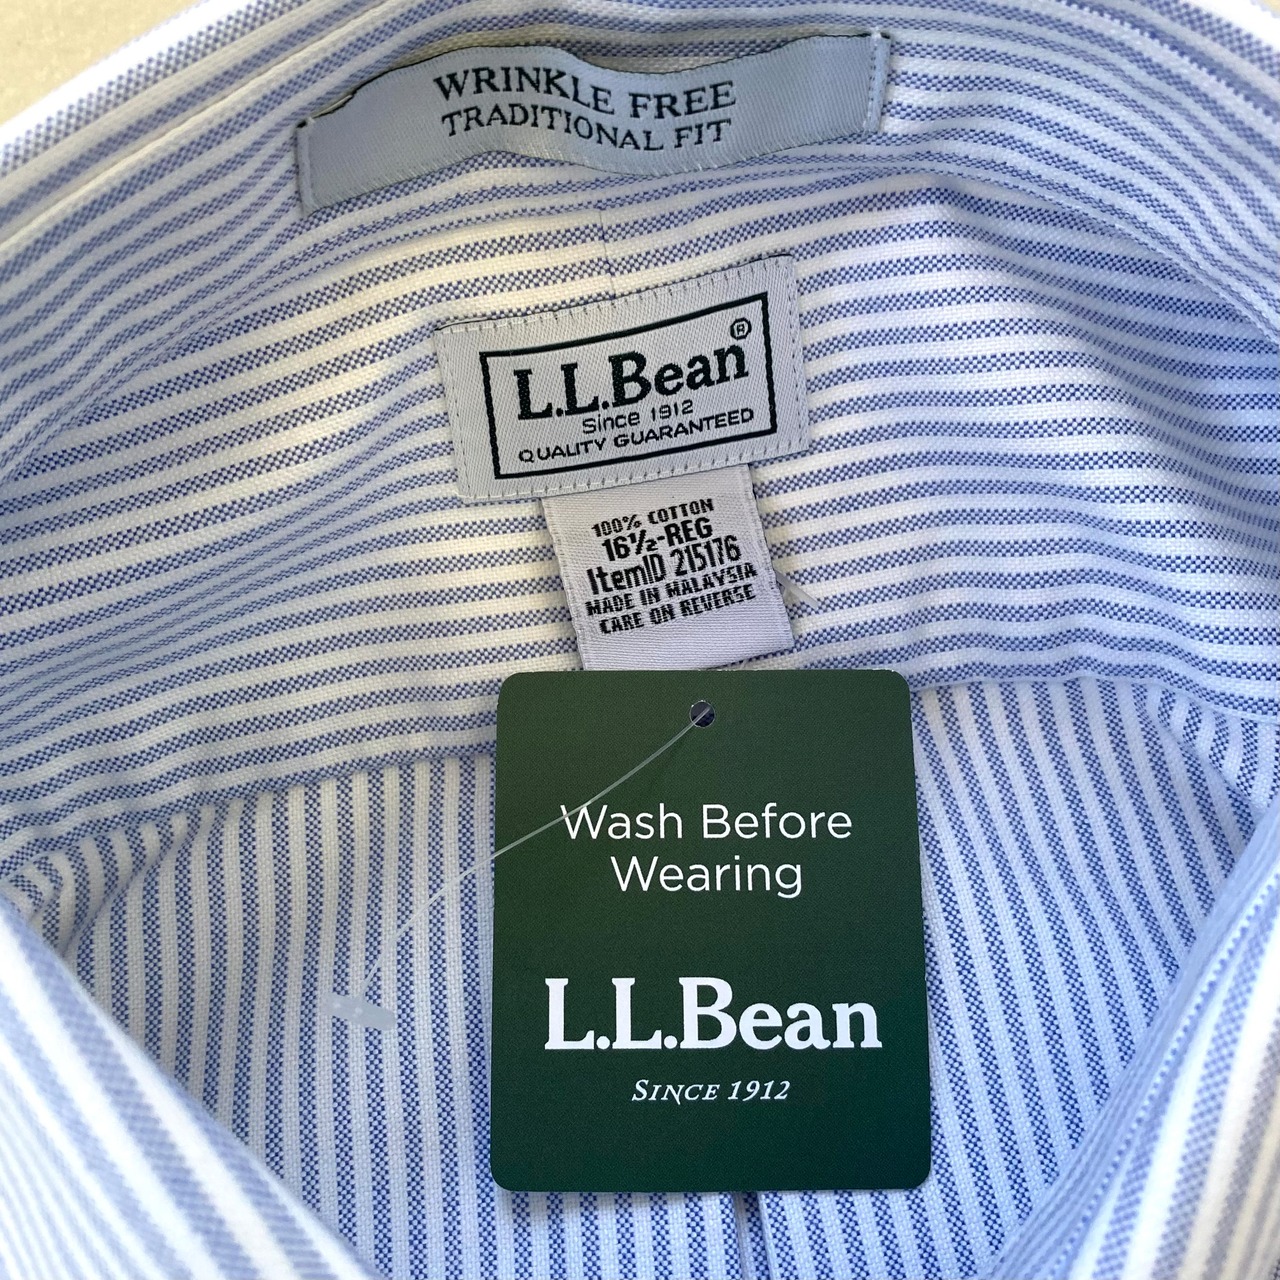 WRINKLE FREE
TRADITIONAL FIT
L.L.Bean®
Since 1912
QUALITY GUARANTEED
100% COTTON
16½-REG
ItemID 215176
MADE IN MALAYSIA
CARE ON REVERSE
Wash Before
Wearing
L.L.Bean
SINCE 1912